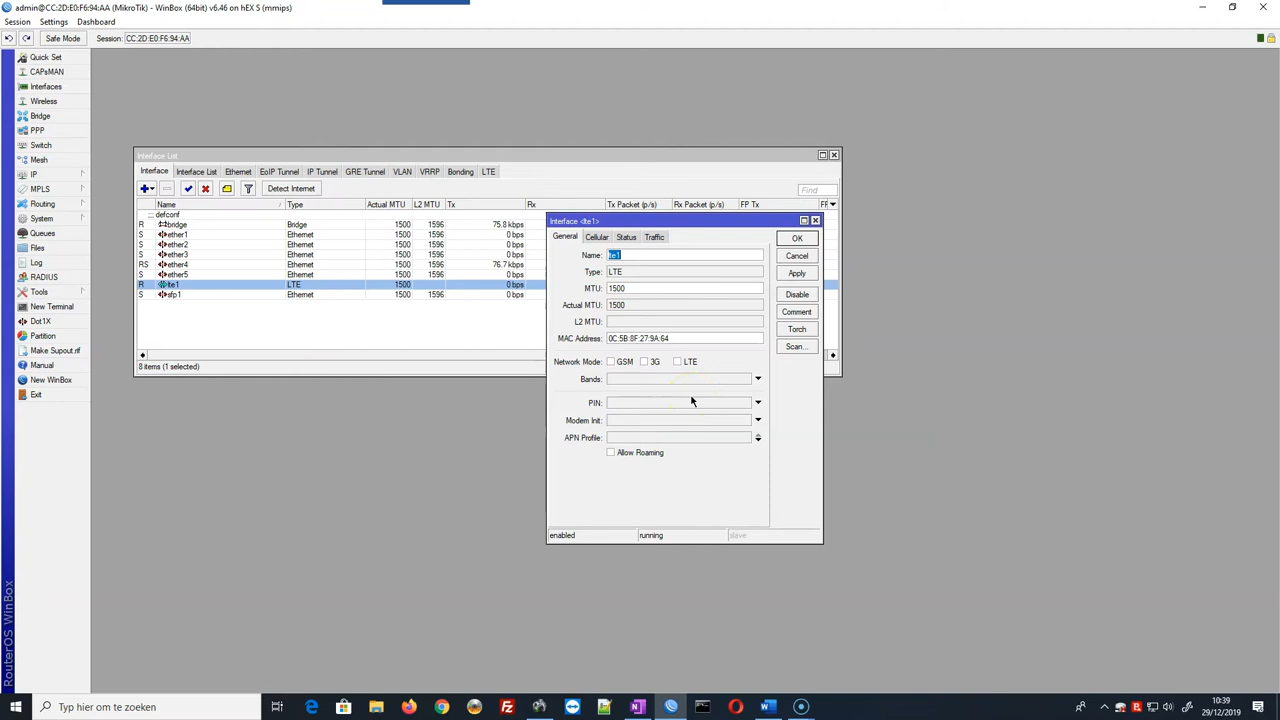 admin@CC:2D:E0:F6:94:AA (MikroTik) - WinBox (64bit) v6.46 on hEX S (mmips)
Session Settings Dashboard
Safe Mode Session: CC:2D:E0:F6:94:AA
Quick Set
CAPsMAN
Interfaces
Wireless
Bridge
PPP
Switch
Mesh
IP
MPLS
Routing
System
Queues
Files
Log
RADIUS
Tools
New Terminal
Dot1X
Partition
Make Supout.rif
Manual
New WinBox
Exit
RouterOS WinBox
Interface List
Interface Interface List Ethernet EoIP Tunnel IP Tunnel GRE Tunnel VLAN VRRP Bonding LTE
Detect Internet Find
Name Type Actual MTU L2 MTU Tx Rx Tx Packet (p/s) Rx Packet (p/s) FP Tx FF
::: defconf
R bridge Bridge 1500 1596 75.8 kbps
S ether1 Ethernet 1500 1596 0 bps
S ether2 Ethernet 1500 1596 0 bps
S ether3 Ethernet 1500 1596 0 bps
RS ether4 Ethernet 1500 1596 76.7 kbps
S ether5 Ethernet 1500 1596 0 bps
R lte1 LTE 1500 0 bps
S sfp1 Ethernet 1500 1596 0 bps
8 items (1 selected)
Interface <lte1>
General Cellular Status Traffic
Name: lte1
Type: LTE
MTU: 1500
Actual MTU: 1500
L2 MTU:
MAC Address: 0C:5B:8F:27:9A:64
Network Mode: GSM 3G LTE
Bands:
PIN:
Modem Init:
APN Profile:
Allow Roaming
OK
Cancel
Apply
Disable
Comment
Torch
Scan...
enabled running slave
Typ hier om te zoeken
10:39
29/12/2019